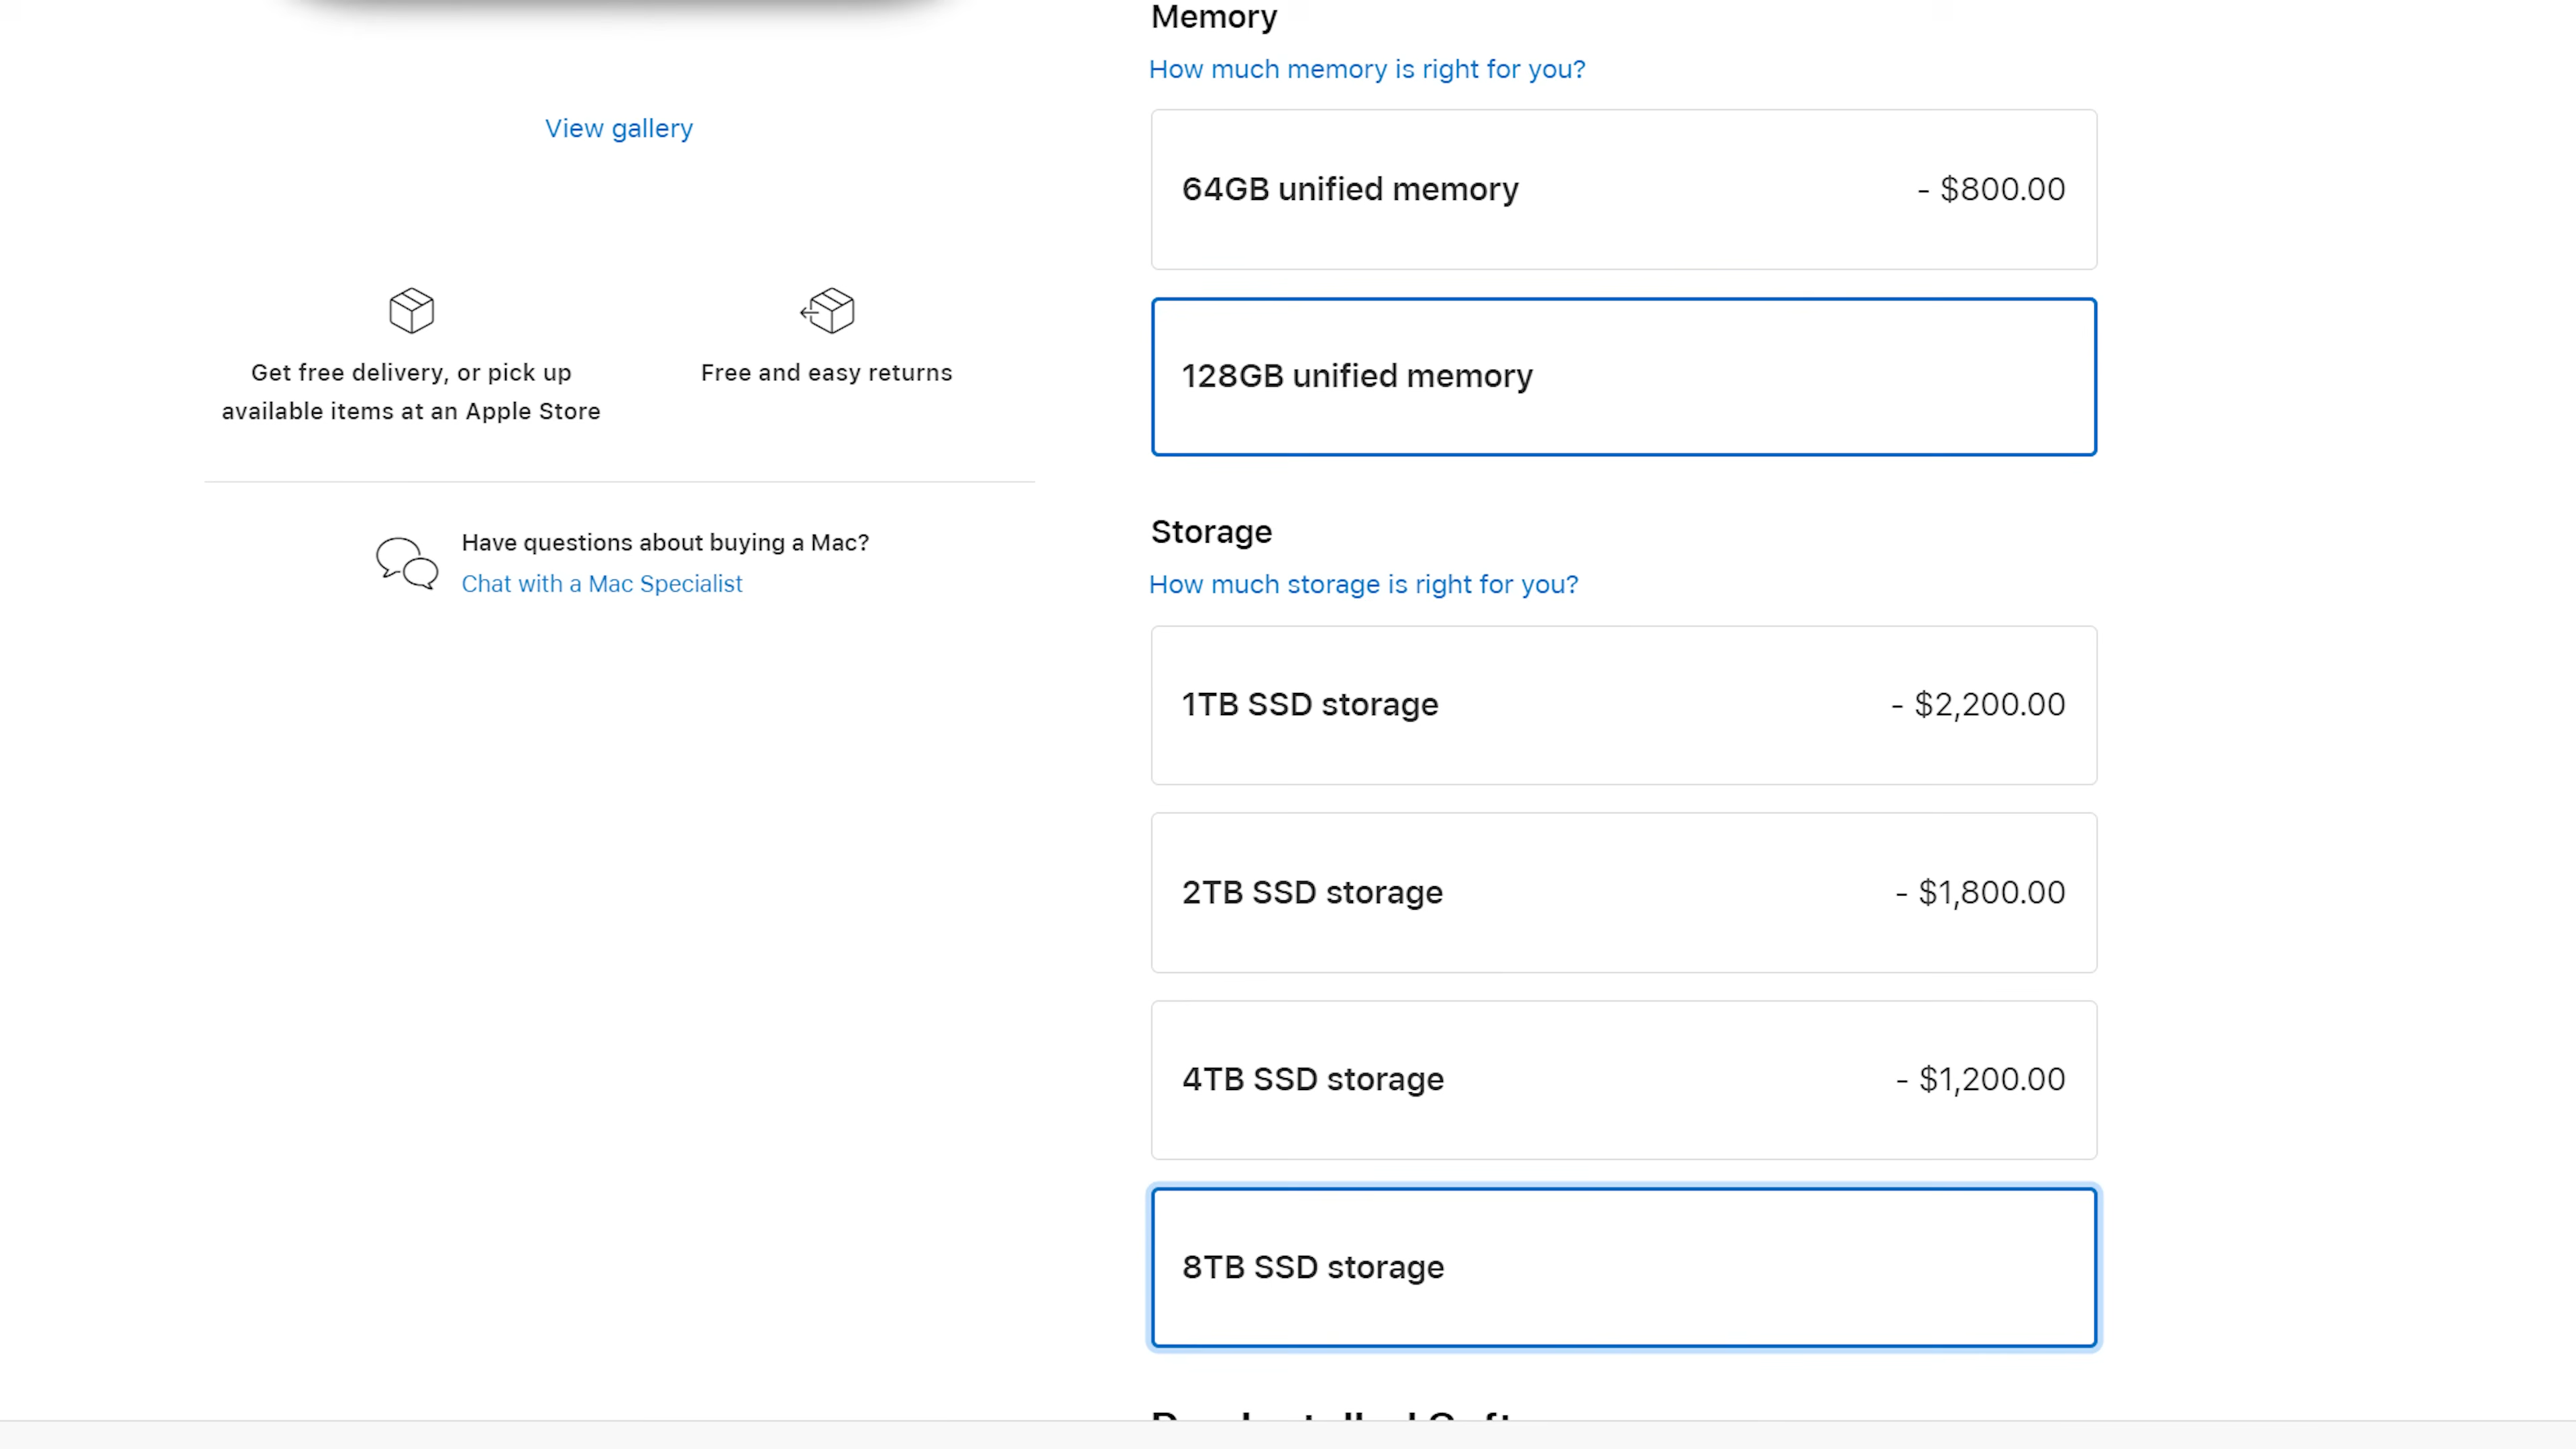 View gallery
Get free delivery, or pick up
available items at an Apple Store
Free and easy returns
Have questions about buying a Mac?
Chat with a Mac Specialist
Memory
How much memory is right for you?
64GB unified memory - $800.00
128GB unified memory
Storage
How much storage is right for you?
1TB SSD storage - $2,200.00
2TB SSD storage - $1,800.00
4TB SSD storage - $1,200.00
8TB SSD storage